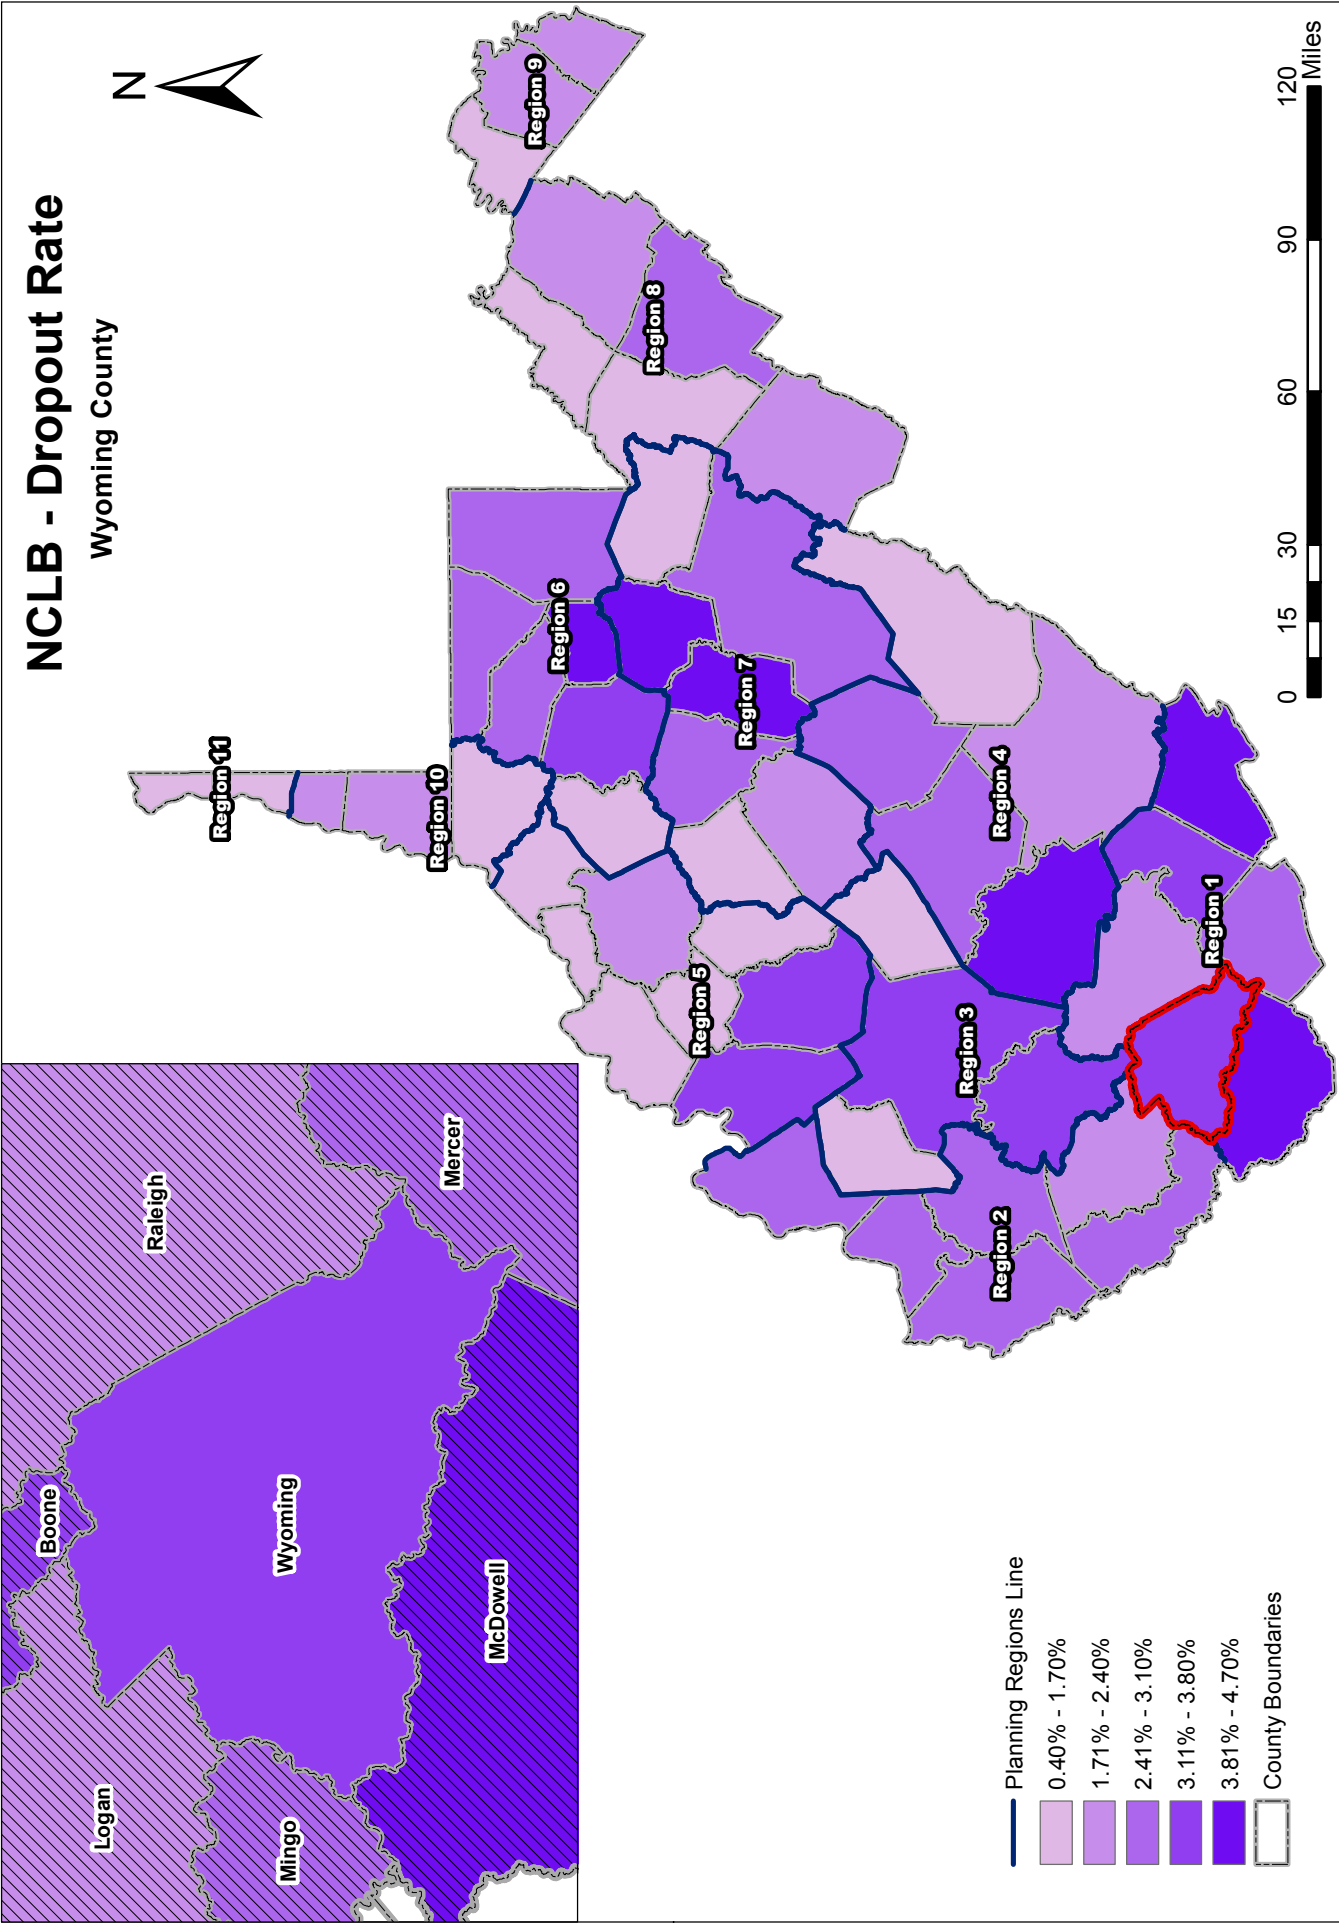 NCLB - Dropout Rate
Wyoming County
N
Logan
Boone
Raleigh
Mingo
Wyoming
Mercer
McDowell
Region 11
Region 10
Region 6
Region 9
Region 8
Region 5
Region 7
Region 3
Region 4
Region 2
Region 1
Planning Regions Line
0.40% - 1.70%
1.71% - 2.40%
2.41% - 3.10%
3.11% - 3.80%
3.81% - 4.70%
County Boundaries
0 15 30 60 90 120
Miles